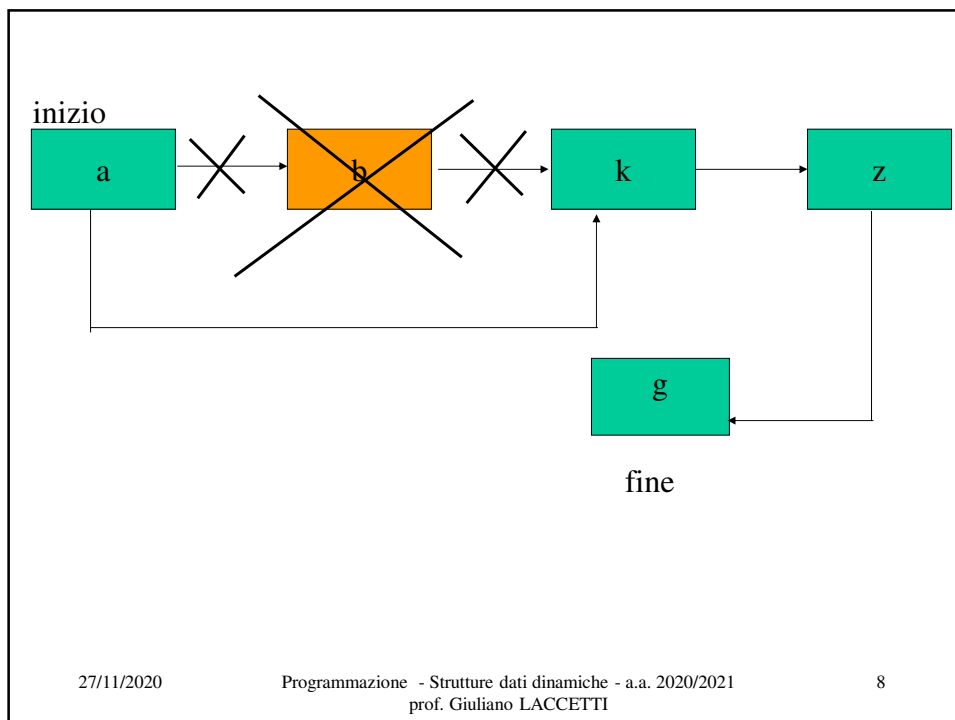 inizio
a b k z
g
fine
27/11/2020 Programmazione - Strutture dati dinamiche - a.a. 2020/2021 8
prof. Giuliano LACCETTI